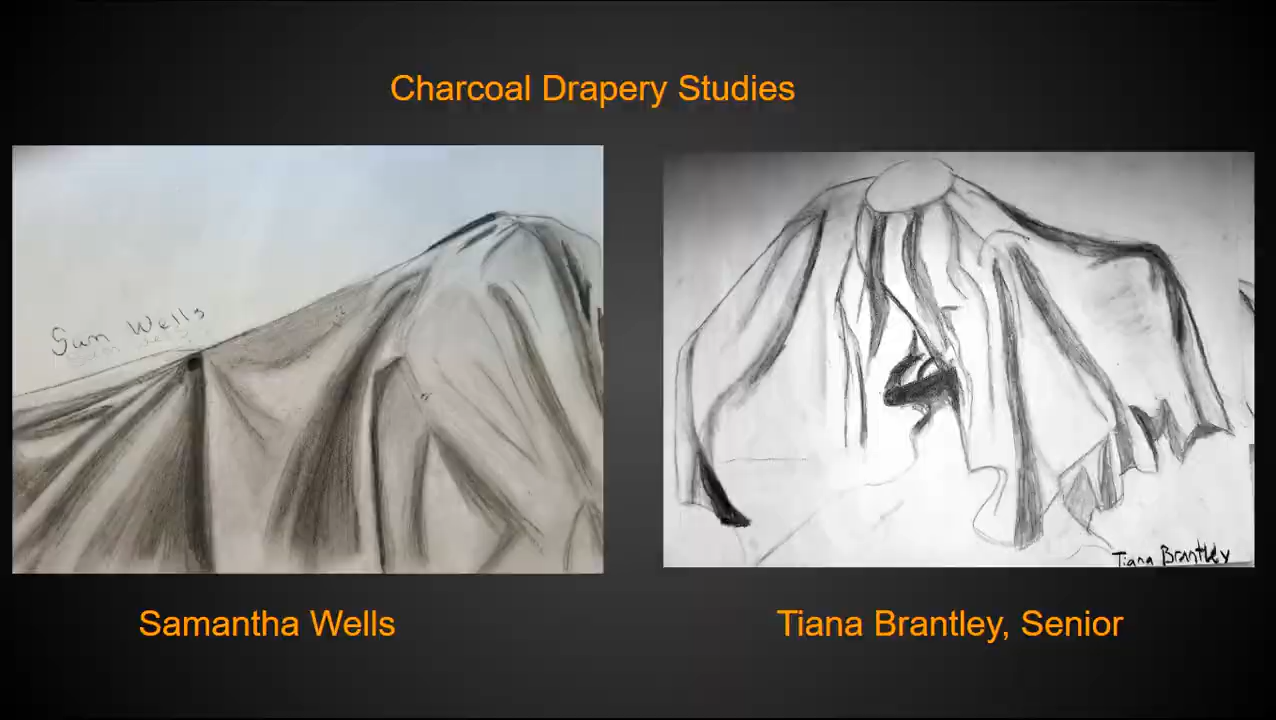 Charcoal Drapery Studies
Sam Wells
Tiana Brantley
Samantha Wells
Tiana Brantley, Senior